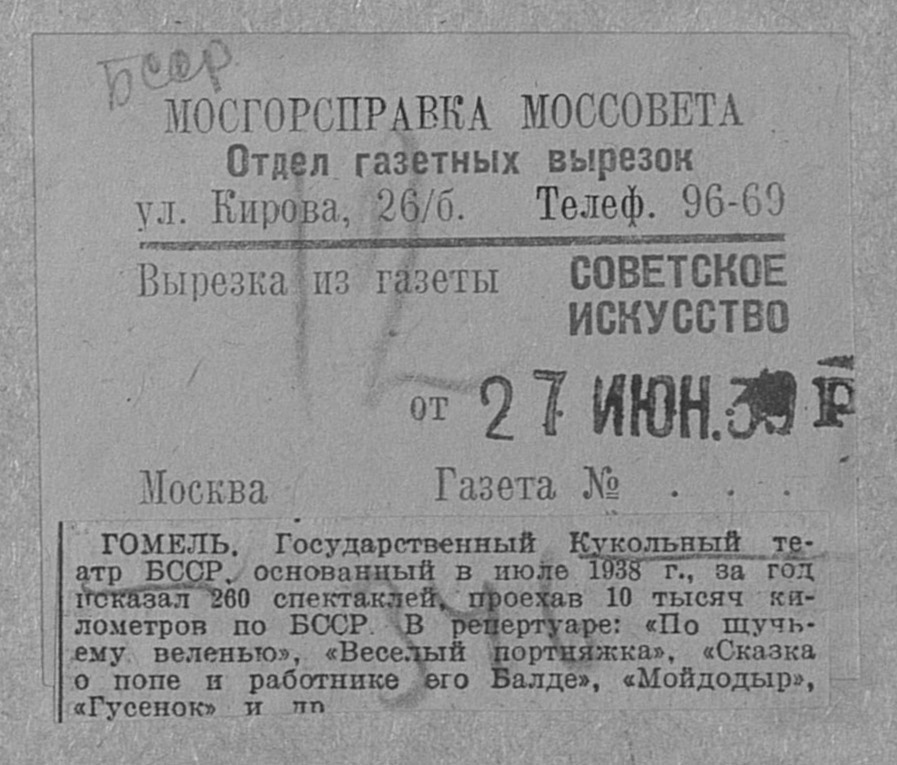 БССР
МОСГОРСПРАВКА МОССОВЕТА
Отдел газетных вырезок
ул. Кирова, 26/б. Телеф. 96-69
Вырезка из газеты СОВЕТСКОЕ
ИСКУССТВО
от 27 ИЮН. 39 Р
Москва Газета № . . .
ГОМЕЛЬ. Государственный Кукольный те-
атр БССР, основанный в июле 1938 г., за год
показал 260 спектаклей, проехав 10 тысяч ки-
лометров по БССР. В репертуаре: «По щучь-
ему веленью», «Веселый портняжка», «Сказка
о попе и работнике его Балде», «Мойдодыр»,
«Гусенок» и др